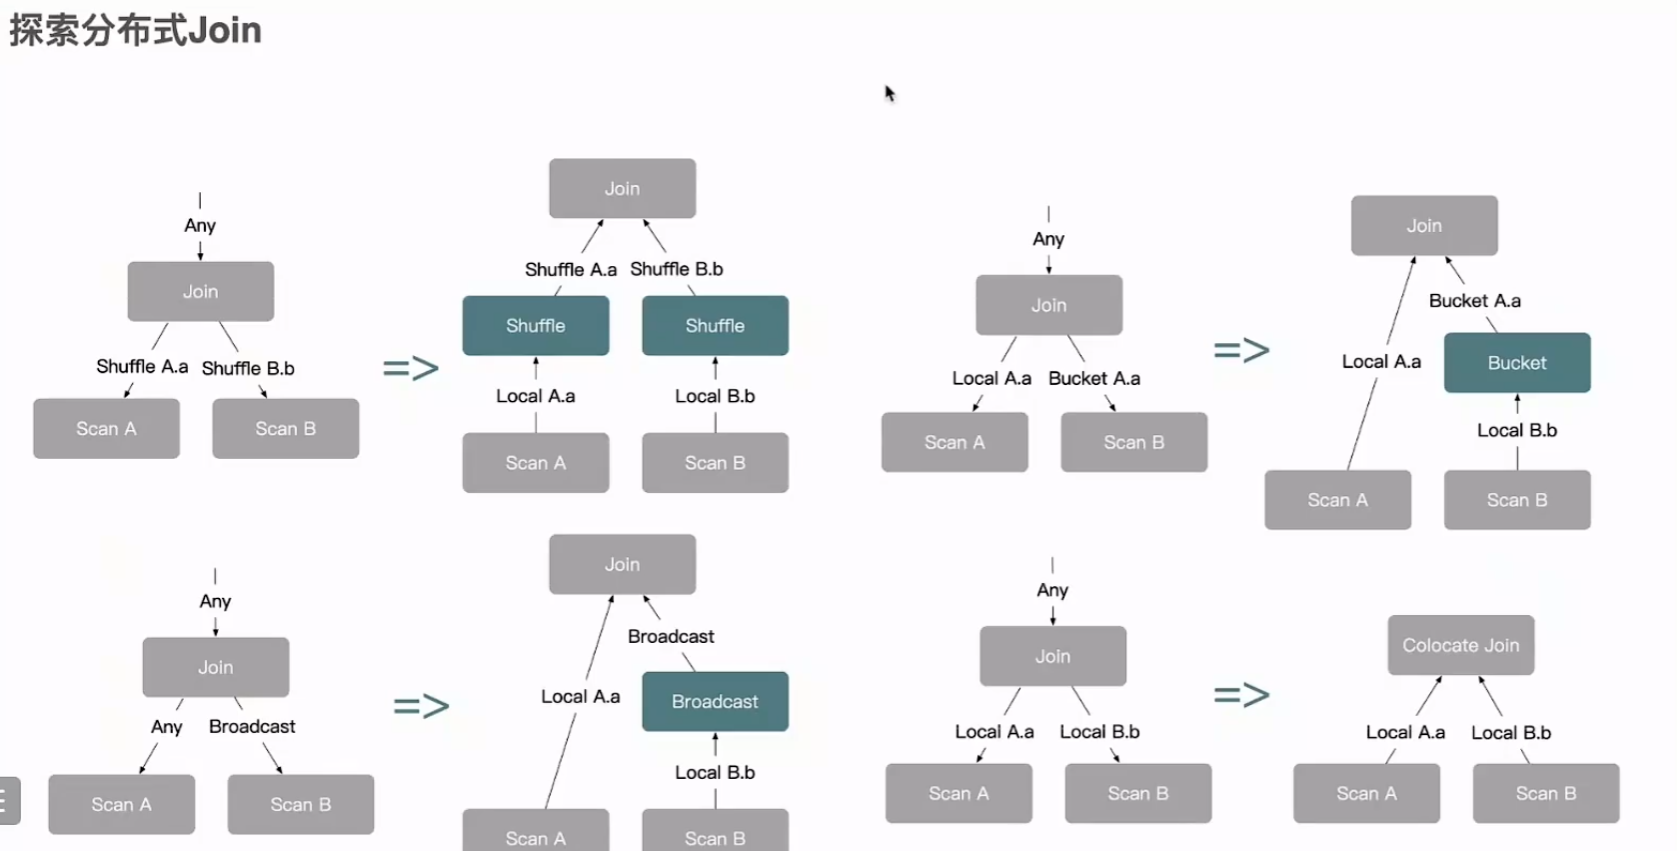 探索分布式Join
Any
Join
Shuffle A.a Shuffle B.b
Scan A Scan B
=>
Join
Shuffle A.a Shuffle B.b
Shuffle Shuffle
Local A.a Local B.b
Scan A Scan B
Any
Join
Local A.a Bucket A.a
Scan A Scan B
=>
Join
Bucket A.a
Local A.a
Bucket
Local B.b
Scan A Scan B
Any
Join
Any Broadcast
Scan A Scan B
=>
Join
Broadcast
Local A.a
Broadcast
Local B.b
Scan A Scan B
Any
Join
Local A.a Local B.b
Scan A Scan B
=>
Colocate Join
Local A.a Local B.b
Scan A Scan B